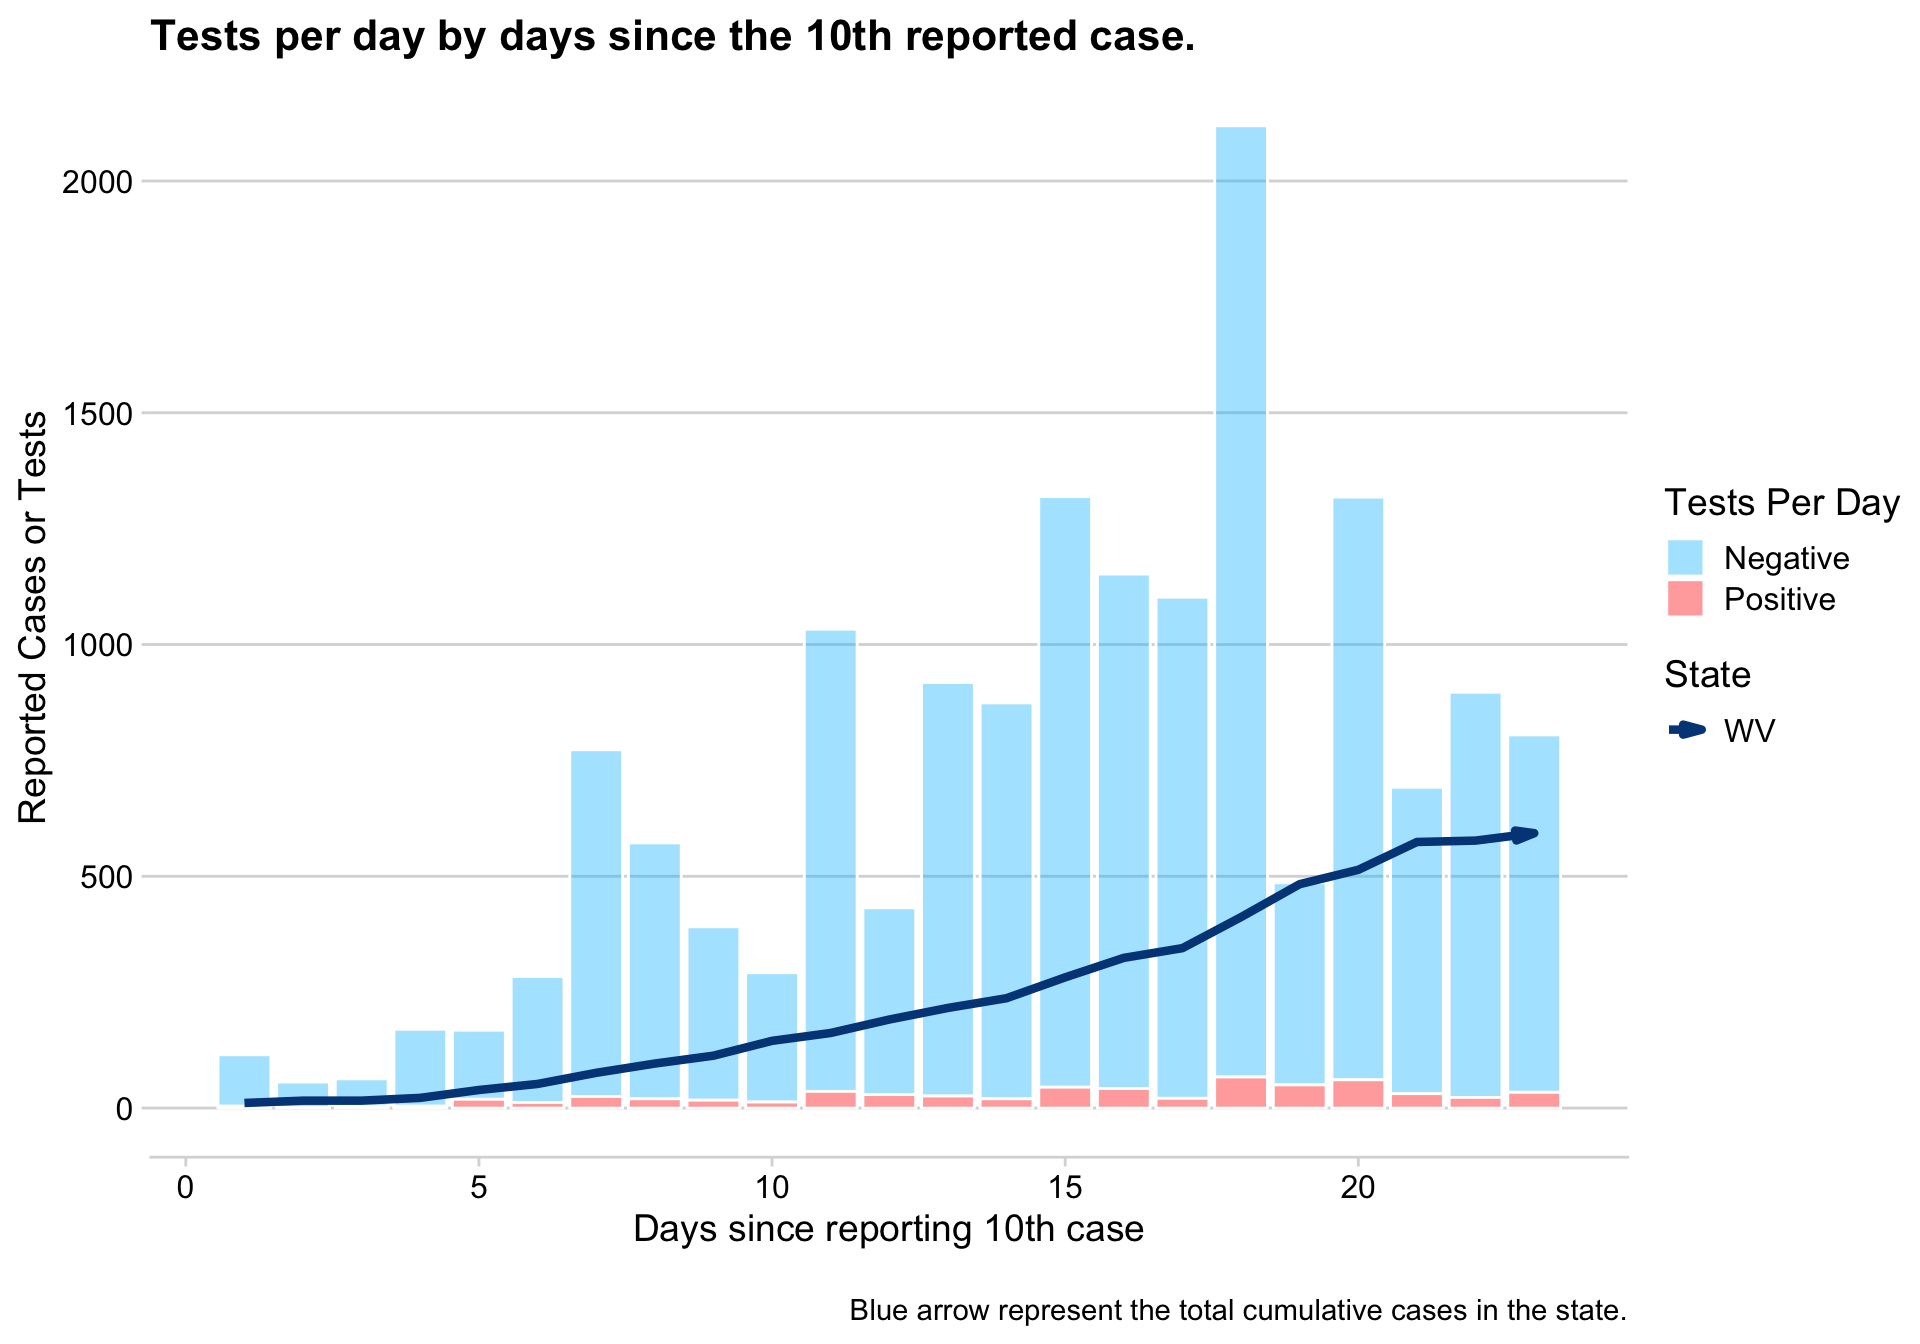 Tests per day by days since the 10th reported case.
Reported Cases or Tests
2000
1500
1000
500
0
0 5 10 15 20
Days since reporting 10th case
Tests Per Day
Negative
Positive
State
WV
Blue arrow represent the total cumulative cases in the state.